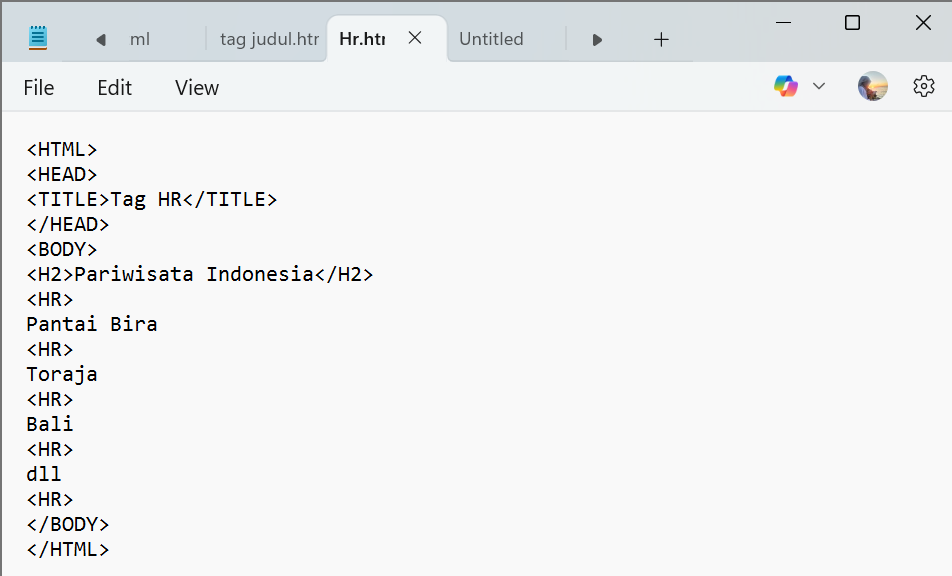 ml
tag judul.htr
Hr.htr
Untitled
File
Edit
View
<HTML>
<HEAD>
<TITLE>Tag HR</TITLE>
</HEAD>
<BODY>
<H2>Pariwisata Indonesia</H2>
<HR>
Pantai Bira
<HR>
Toraja
<HR>
Bali
<HR>
dll
<HR>
</BODY>
</HTML>